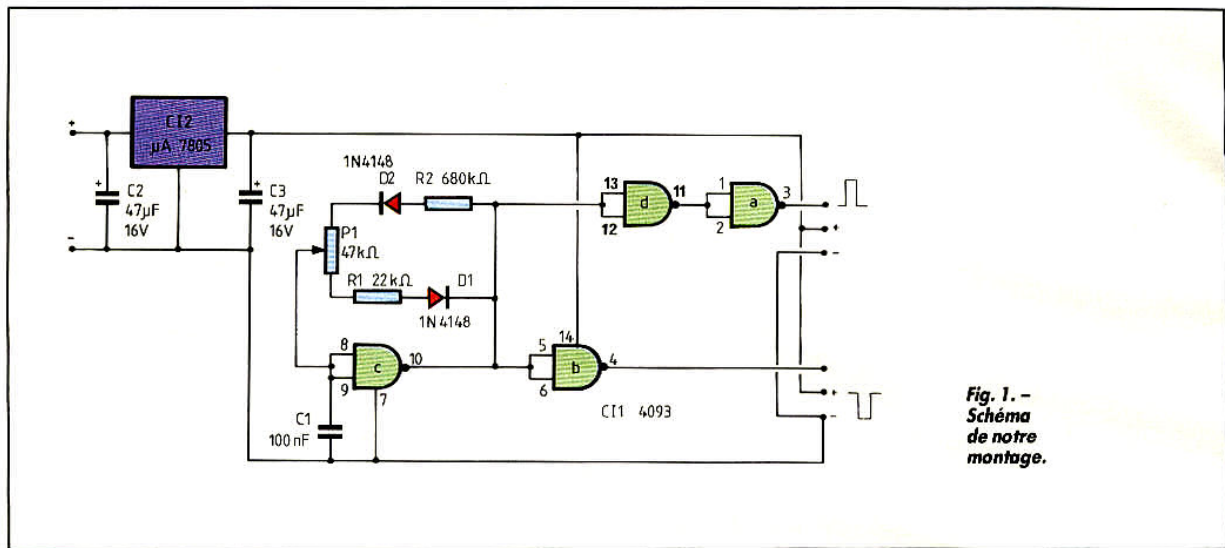 +
CI2
µA 7805
+
C2
47µF
16V
-
+
C3
47µF
16V
1N4148
D2
R2 680kΩ
P1
47kΩ
R1 22kΩ
D1
1N4148
8
9
c
10
7
C1
100nF
13
12
d
11
1
2
a
3
+
-
14
5
6
b
4
CI1 4093
+
-
Fig. 1. –
Schéma
de notre
montage.